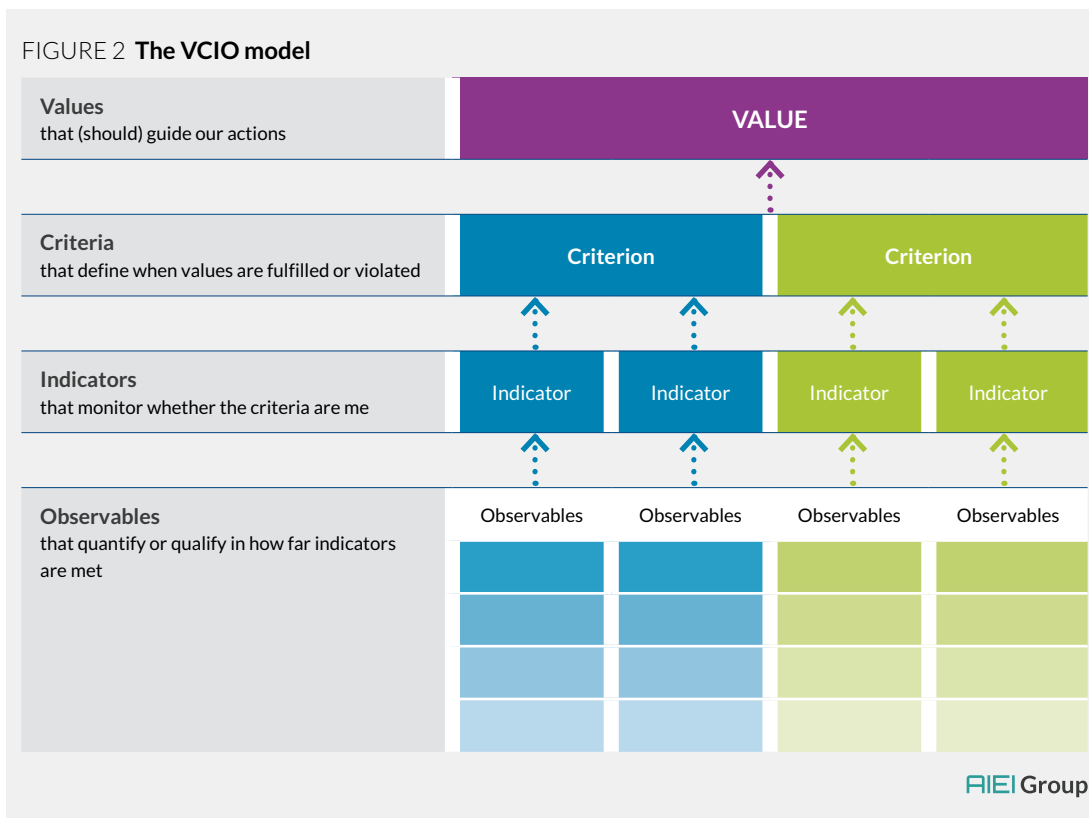 FIGURE 2 The VCIO model
Values
that (should) guide our actions
VALUE
Criteria
that define when values are fulfilled or violated
Criterion
Criterion
Indicators
that monitor whether the criteria are me
Indicator
Indicator
Indicator
Indicator
Observables
that quantify or qualify in how far indicators
are met
Observables
Observables
Observables
Observables
AIEI Group